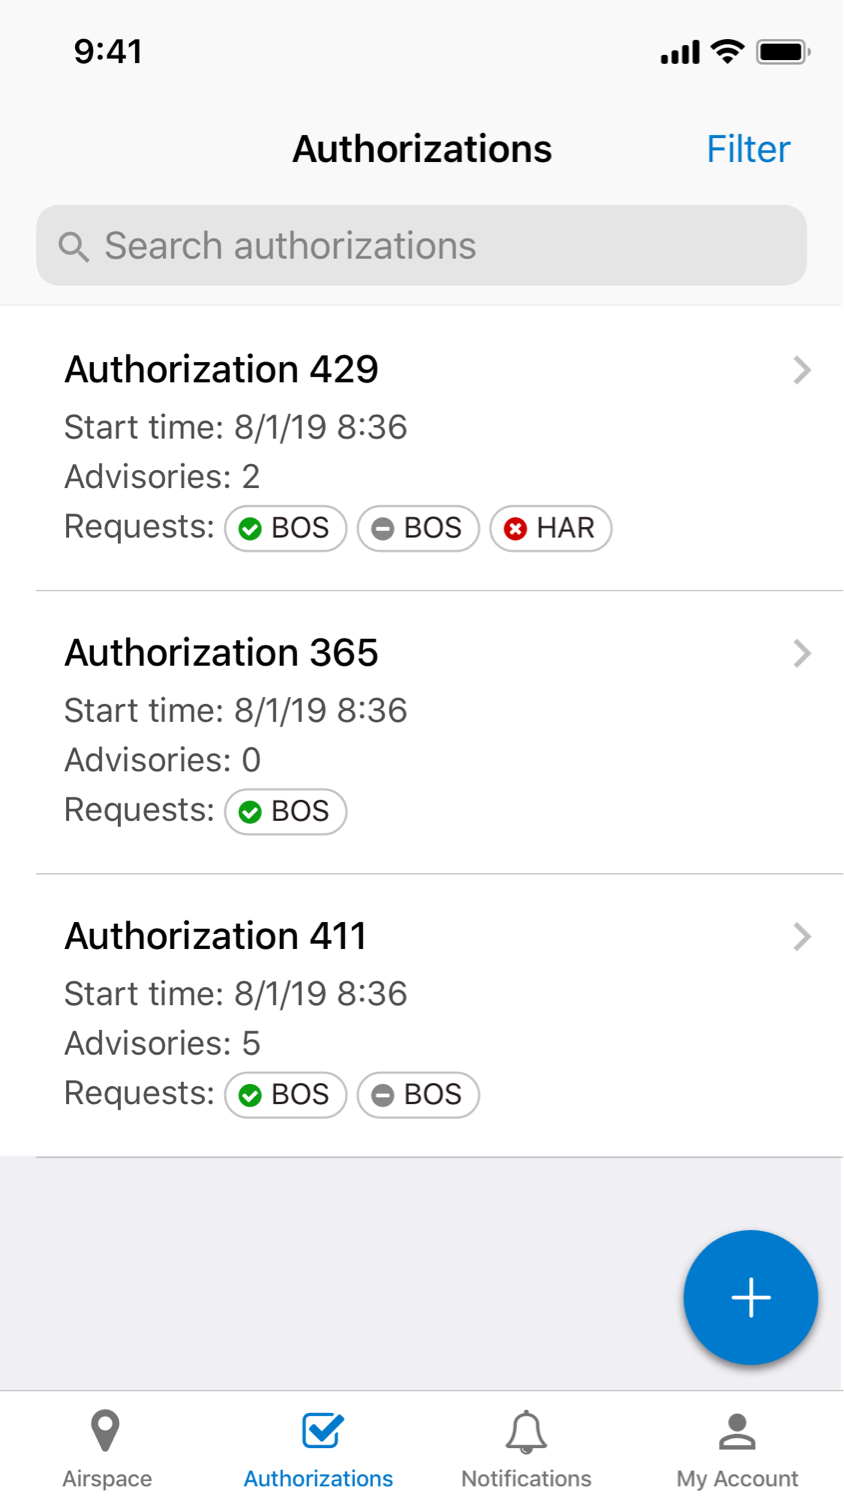 9:41
Authorizations Filter
Search authorizations
Authorization 429
Start time: 8/1/19 8:36
Advisories: 2
Requests: BOS BOS HAR
Authorization 365
Start time: 8/1/19 8:36
Advisories: 0
Requests: BOS
Authorization 411
Start time: 8/1/19 8:36
Advisories: 5
Requests: BOS BOS
Airspace Authorizations Notifications My Account